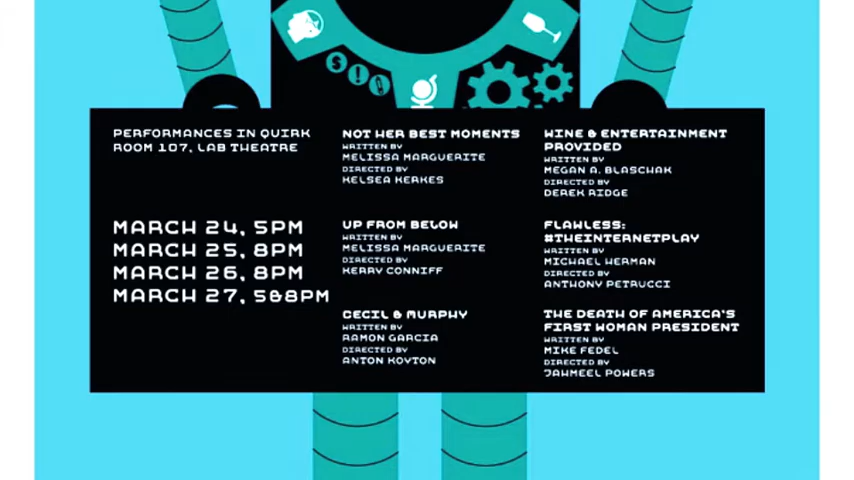 PERFORMANCES IN QUIRK
ROOM 107, LAB THEATRE
MARCH 24, 5PM
MARCH 25, 8PM
MARCH 26, 8PM
MARCH 27, 5&8PM
NOT HER BEST MOMENTS
WRITTEN BY
MELISSA MARGUERITE
DIRECTED BY
KELSEA KERKES
UP FROM BELOW
WRITTEN BY
MELISSA MARGUERITE
DIRECTED BY
KERRY CONNIFF
CECIL & MURPHY
WRITTEN BY
RAMON GARCIA
DIRECTED BY
ANTON KOVTON
WINE & ENTERTAINMENT
PROVIDED
WRITTEN BY
MEGAN A. BLASCHAK
DIRECTED BY
DEREK RIDGE
FLAWLESS:
#THEINTERNETPLAY
WRITTEN BY
MICHAEL HERMAN
DIRECTED BY
ANTHONY PETRUCCI
THE DEATH OF AMERICA'S
FIRST WOMAN PRESIDENT
WRITTEN BY
MIKE FEDEL
DIRECTED BY
JAHMEEL POWERS